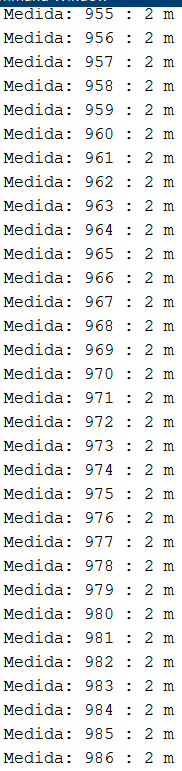 Medida: 955 : 2 m
Medida: 956 : 2 m
Medida: 957 : 2 m
Medida: 958 : 2 m
Medida: 959 : 2 m
Medida: 960 : 2 m
Medida: 961 : 2 m
Medida: 962 : 2 m
Medida: 963 : 2 m
Medida: 964 : 2 m
Medida: 965 : 2 m
Medida: 966 : 2 m
Medida: 967 : 2 m
Medida: 968 : 2 m
Medida: 969 : 2 m
Medida: 970 : 2 m
Medida: 971 : 2 m
Medida: 972 : 2 m
Medida: 973 : 2 m
Medida: 974 : 2 m
Medida: 975 : 2 m
Medida: 976 : 2 m
Medida: 977 : 2 m
Medida: 978 : 2 m
Medida: 979 : 2 m
Medida: 980 : 2 m
Medida: 981 : 2 m
Medida: 982 : 2 m
Medida: 983 : 2 m
Medida: 984 : 2 m
Medida: 985 : 2 m
Medida: 986 : 2 m